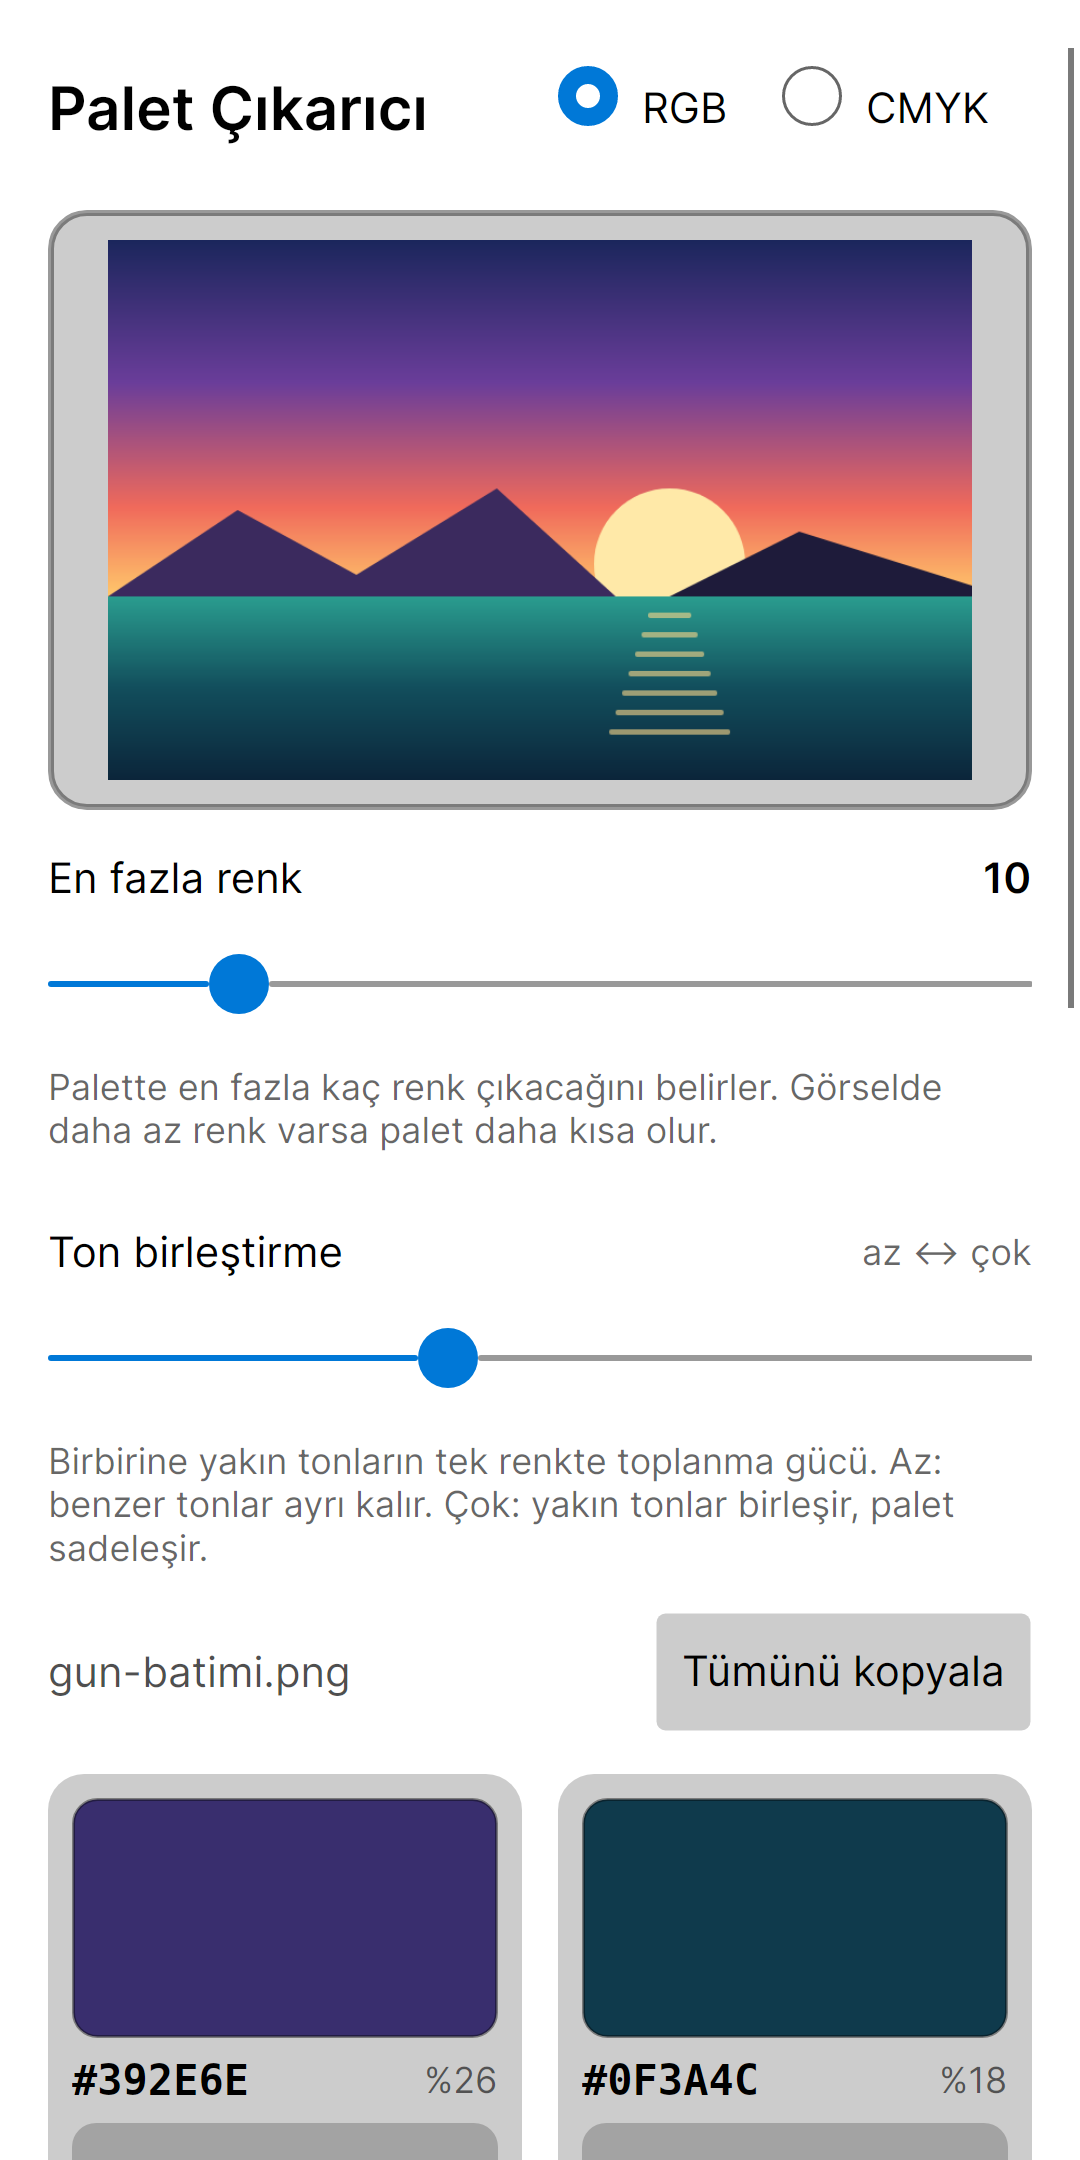 Palet Çıkarıcı
RGB
CMYK
En fazla renk
10
Palette en fazla kaç renk çıkacağını belirler. Görselde
daha az renk varsa palet daha kısa olur.
Ton birleştirme
az ↔ çok
Birbirine yakın tonların tek renkte toplanma gücü. Az:
benzer tonlar ayrı kalır. Çok: yakın tonlar birleşir, palet
sadeleşir.
gun-batimi.png
Tümünü kopyala
#392E6E
%26
#0F3A4C
%18